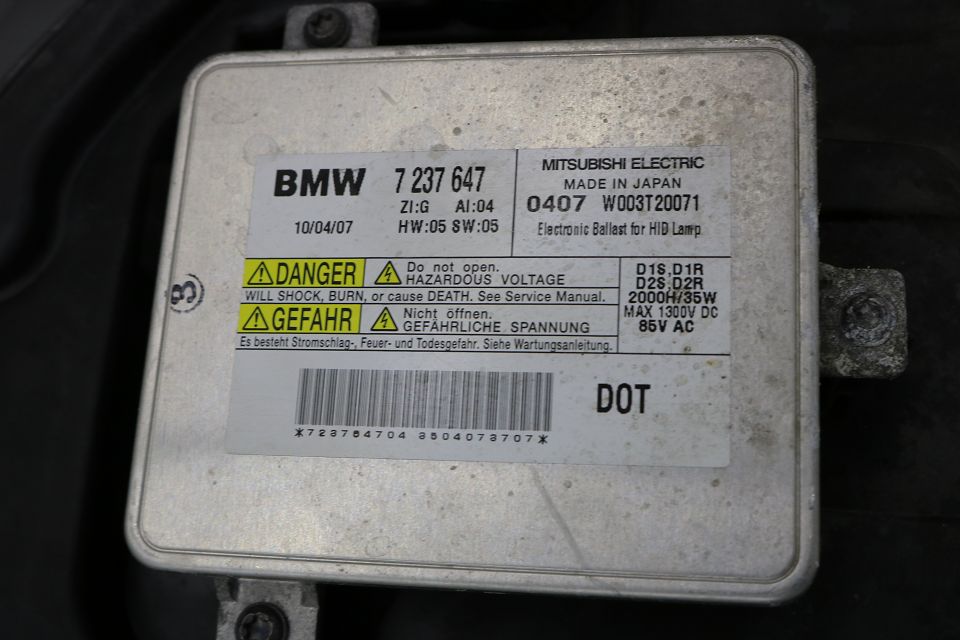 BMW 7 237 647
ZI:G AI:04
10/04/07 HW:05 SW:05
MITSUBISHI ELECTRIC
MADE IN JAPAN
0407 W003T20071
Electronic Ballast for HID Lamp
DANGER Do not open.
HAZARDOUS VOLTAGE
WILL SHOCK, BURN, or cause DEATH. See Service Manual.
GEFAHR Nicht öffnen.
GEFÄHRLICHE SPANNUNG
Es besteht Stromschlag-, Feuer- und Todesgefahr. Siehe Wartungsanleitung.
D1S,D1R
D2S,D2R
2000H/35W
MAX 1300V DC
85V AC
DOT
*723764704 3504073707*
3